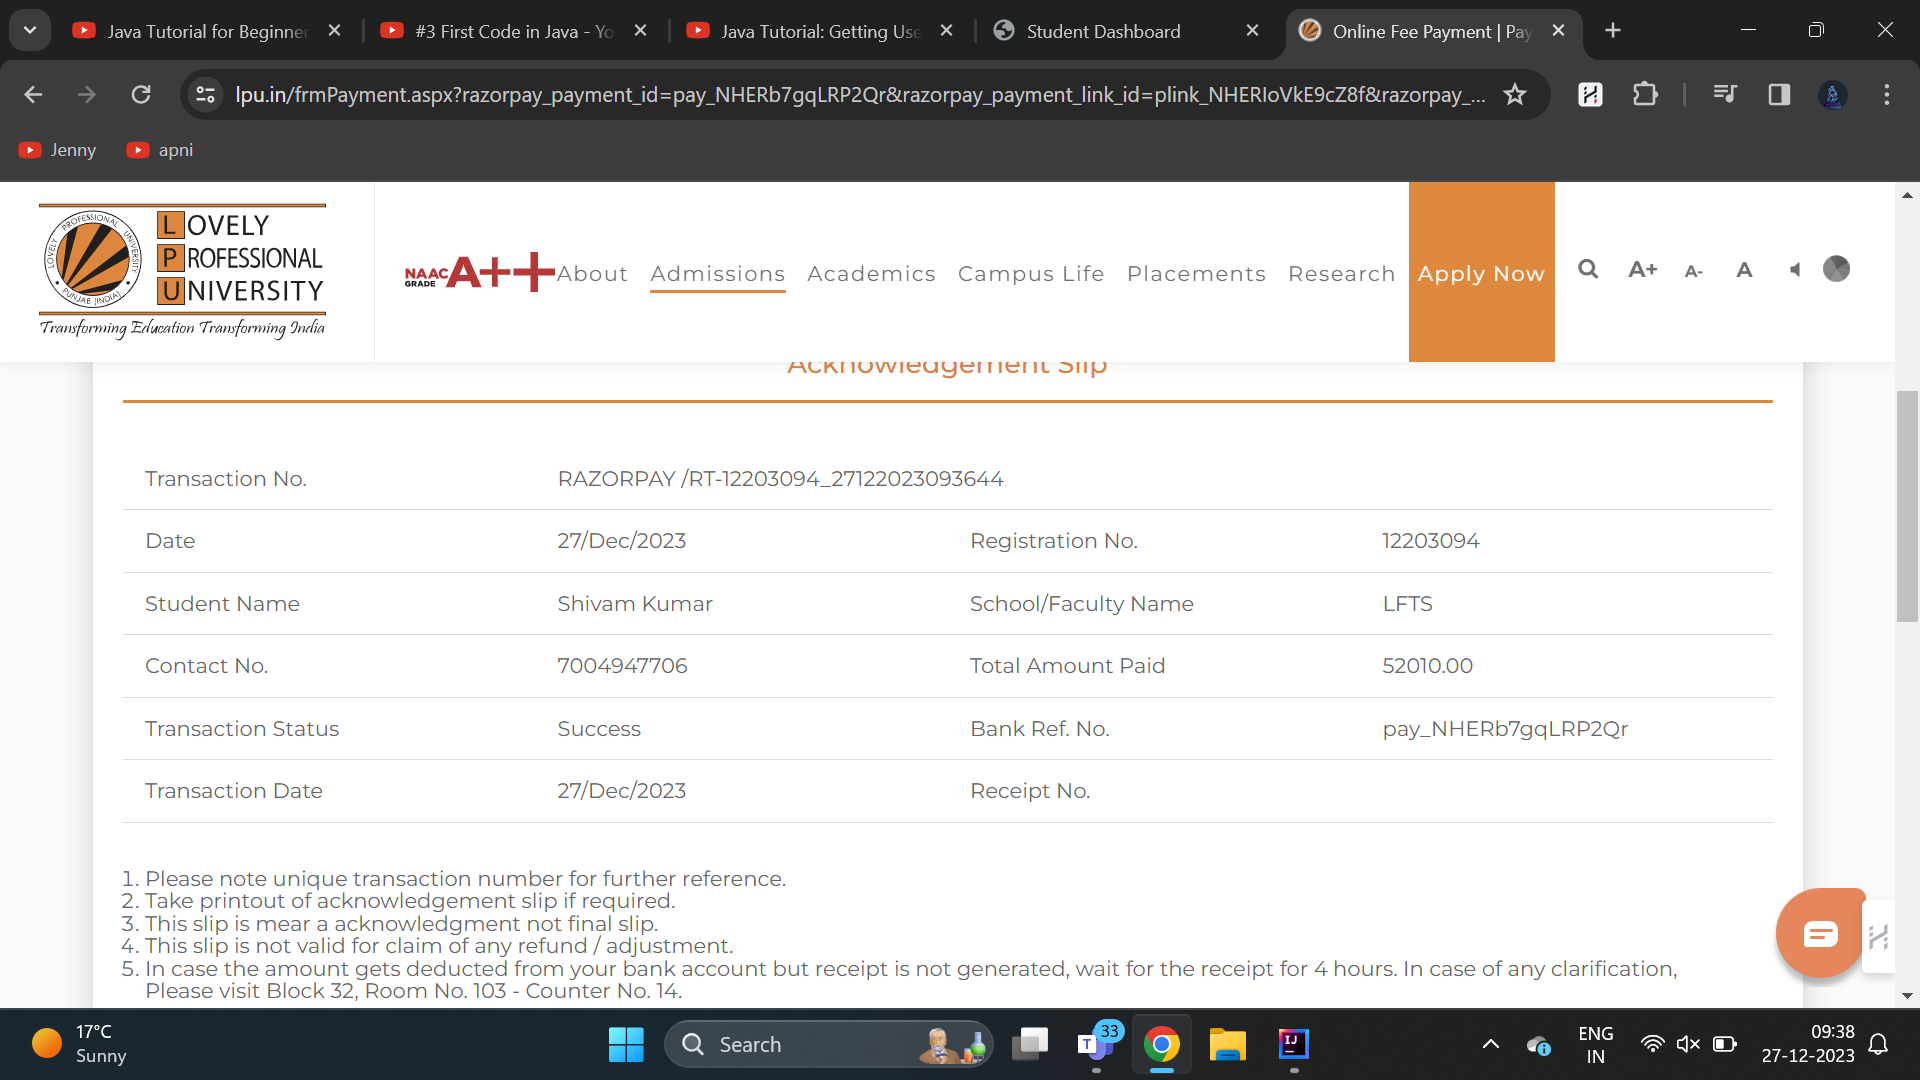 Java Tutorial for Beginner
#3 First Code in Java - Yo
Java Tutorial: Getting Use
Student Dashboard
Online Fee Payment | Pay
lpu.in/frmPayment.aspx?razorpay_payment_id=pay_NHERb7gqLRP2Qr&razorpay_payment_link_id=plink_NHERIoVkE9cZ8f&razorpay_...
Jenny
apni
LOVELY PROFESSIONAL UNIVERSITY
PUNJAB (INDIA)
LOVELY
PROFESSIONAL
UNIVERSITY
Transforming Education Transforming India
NAAC GRADE A++
About Admissions Academics Campus Life Placements Research Apply Now A+ A- A
Acknowledgement Slip
Transaction No. RAZORPAY /RT-12203094_27122023093644
Date 27/Dec/2023 Registration No. 12203094
Student Name Shivam Kumar School/Faculty Name LFTS
Contact No. 7004947706 Total Amount Paid 52010.00
Transaction Status Success Bank Ref. No. pay_NHERb7gqLRP2Qr
Transaction Date 27/Dec/2023 Receipt No.
1. Please note unique transaction number for further reference.
2. Take printout of acknowledgement slip if required.
3. This slip is mear a acknowledgment not final slip.
4. This slip is not valid for claim of any refund / adjustment.
5. In case the amount gets deducted from your bank account but receipt is not generated, wait for the receipt for 4 hours. In case of any clarification,
Please visit Block 32, Room No. 103 - Counter No. 14.
17°C
Sunny
Search
33
T
IJ
ENG
IN
09:38
27-12-2023